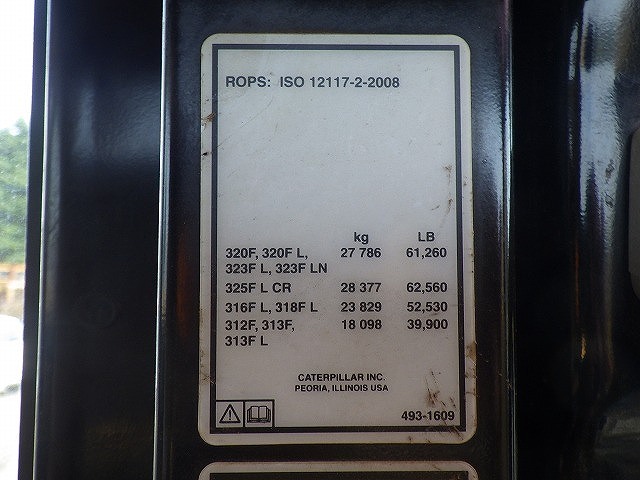 ROPS: ISO 12117-2-2008
kg LB
320F, 320F L, 27 786 61,260
323F L, 323F LN
325F L CR 28 377 62,560
316F L, 318F L 23 829 52,530
312F, 313F, 18 098 39,900
313F L
CATERPILLAR INC.
PEORIA, ILLINOIS USA
493-1609